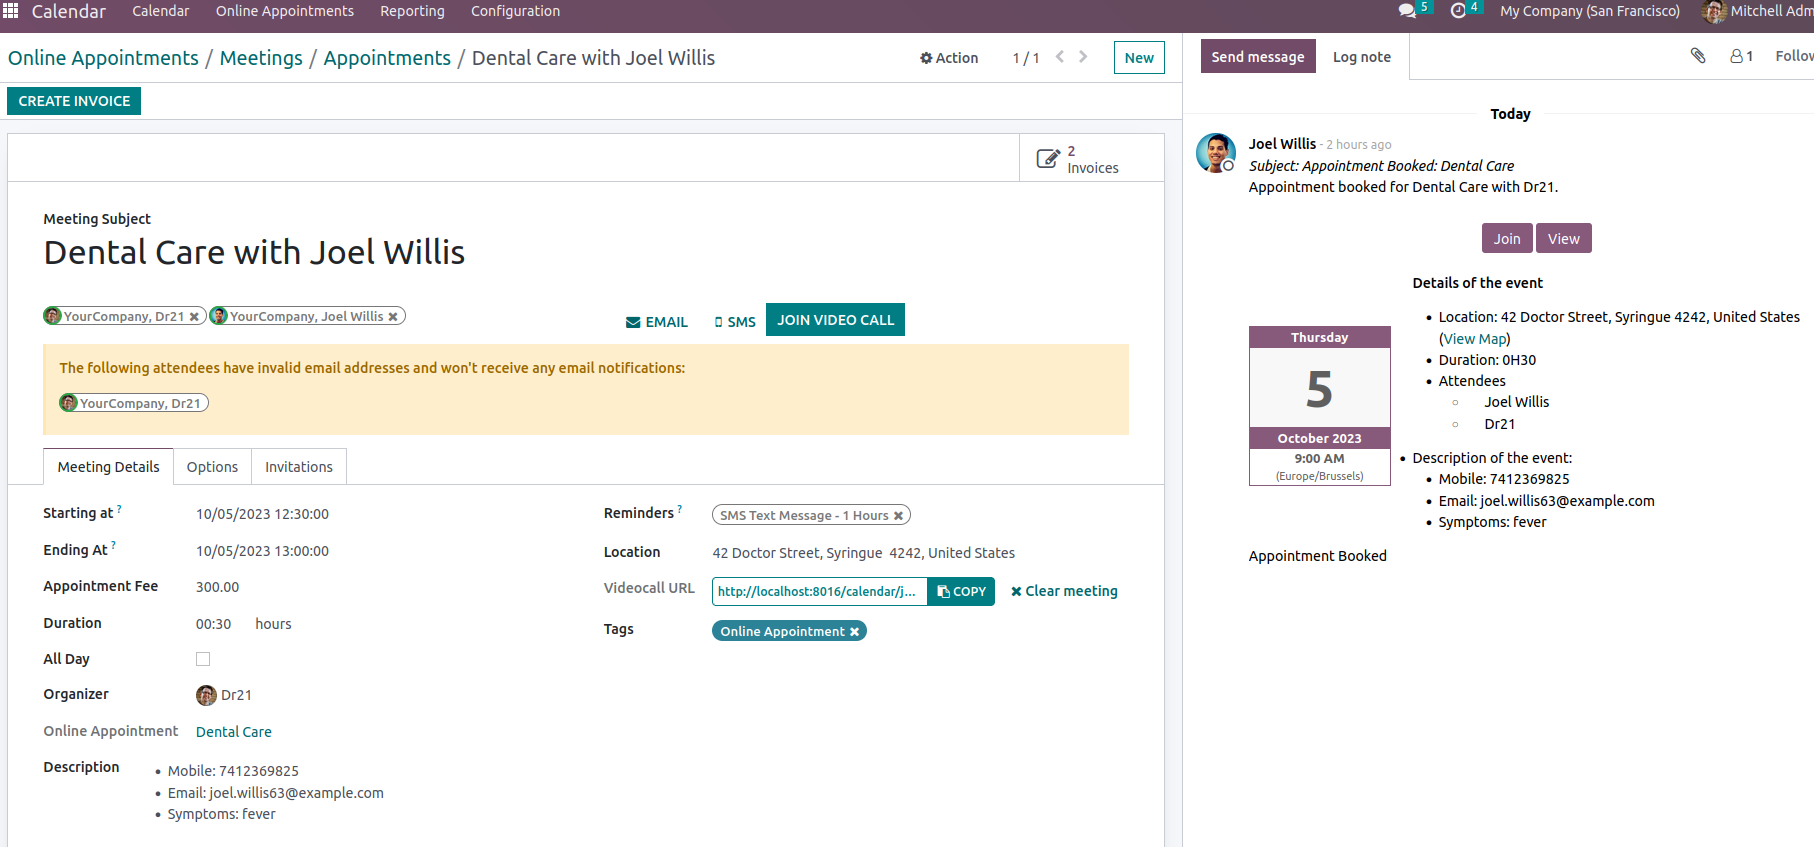 Calendar Calendar Online Appointments Reporting Configuration 5 4 My Company (San Francisco) Mitchell Adm
Online Appointments / Meetings / Appointments / Dental Care with Joel Willis Action 1 / 1 New
CREATE INVOICE
2
Invoices
Meeting Subject
Dental Care with Joel Willis
YourCompany, Dr21 YourCompany, Joel Willis
EMAIL SMS JOIN VIDEO CALL
The following attendees have invalid email addresses and won't receive any email notifications:
YourCompany, Dr21
Meeting Details Options Invitations
Starting at ? 10/05/2023 12:30:00
Ending At ? 10/05/2023 13:00:00
Appointment Fee 300.00
Duration 00:30 hours
All Day
Organizer Dr21
Online Appointment Dental Care
Description
• Mobile: 7412369825
• Email: joel.willis63@example.com
• Symptoms: fever
Reminders ? SMS Text Message - 1 Hours
Location 42 Doctor Street, Syringue 4242, United States
Videocall URL http://localhost:8016/calendar/j... COPY Clear meeting
Tags Online Appointment
Send message Log note 1 Follow
Today
Joel Willis - 2 hours ago
Subject: Appointment Booked: Dental Care
Appointment booked for Dental Care with Dr21.
Join View
Thursday
5
October 2023
9:00 AM
(Europe/Brussels)
Details of the event
• Location: 42 Doctor Street, Syringue 4242, United States
(View Map)
• Duration: 0H30
• Attendees
○ Joel Willis
○ Dr21
• Description of the event:
• Mobile: 7412369825
• Email: joel.willis63@example.com
• Symptoms: fever
Appointment Booked